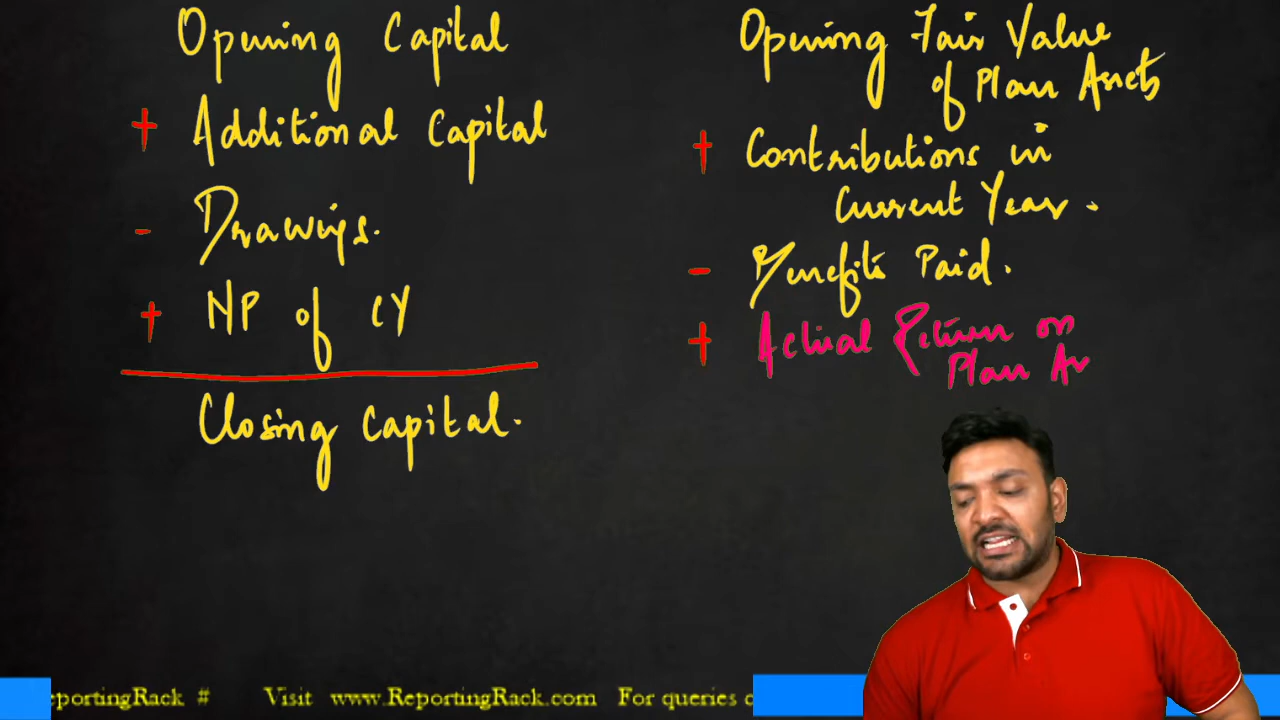 Opening Capital
+ Additional Capital
- Drawings.
+ NP of CY
Closing Capital.
Opening Fair Value
of Plan Assets
+ Contributions in
Current Year.
- Benefits Paid.
+ Actual Return on
Plan As
eportingRack # Visit www.ReportingRack.com For queries